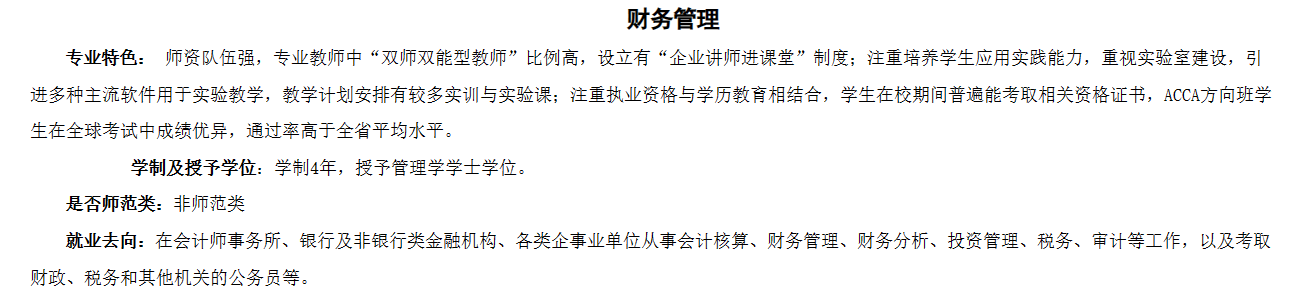 财务管理
专业特色： 师资队伍强，专业教师中“双师双能型教师”比例高，设立有“企业讲师进课堂”制度；注重培养学生应用实践能力，重视实验室建设，引
进多种主流软件用于实验教学，教学计划安排有较多实训与实验课；注重执业资格与学历教育相结合，学生在校期间普遍能考取相关资格证书，ACCA方向班学
生在全球考试中成绩优异，通过率高于全省平均水平。
学制及授予学位：学制4年，授予管理学学士学位。
是否师范类：非师范类
就业去向：在会计师事务所、银行及非银行类金融机构、各类企事业单位从事会计核算、财务管理、财务分析、投资管理、税务、审计等工作，以及考取
财政、税务和其他机关的公务员等。